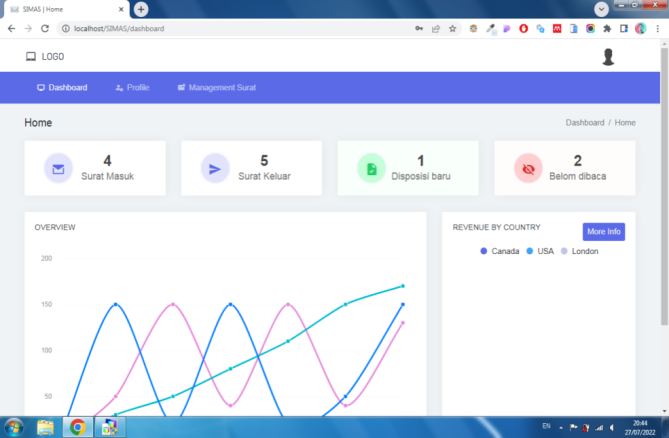 SIMAS | Home
localhost/SIMAS/dashboard
LOGO
Dashboard Profile Management Surat
Home
Dashboard / Home
4
Surat Masuk
5
Surat Keluar
1
Disposisi baru
2
Belom dibaca
OVERVIEW
200
150
100
50
REVENUE BY COUNTRY
More Info
Canada USA London
EN
20:44
27/07/2022